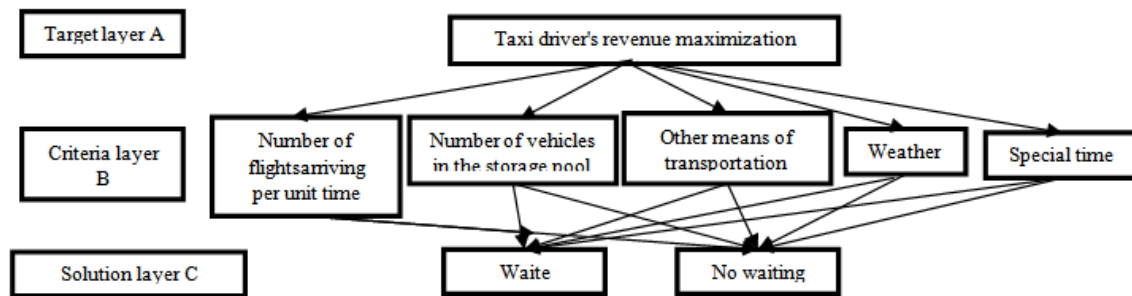 Target layer A
Taxi driver's revenue maximization
Criteria layer
B
Number of
flightsarriving
per unit time
Number of vehicles
in the storage pool
Other means of
transportation
Weather
Special time
Solution layer C
Waite
No waiting